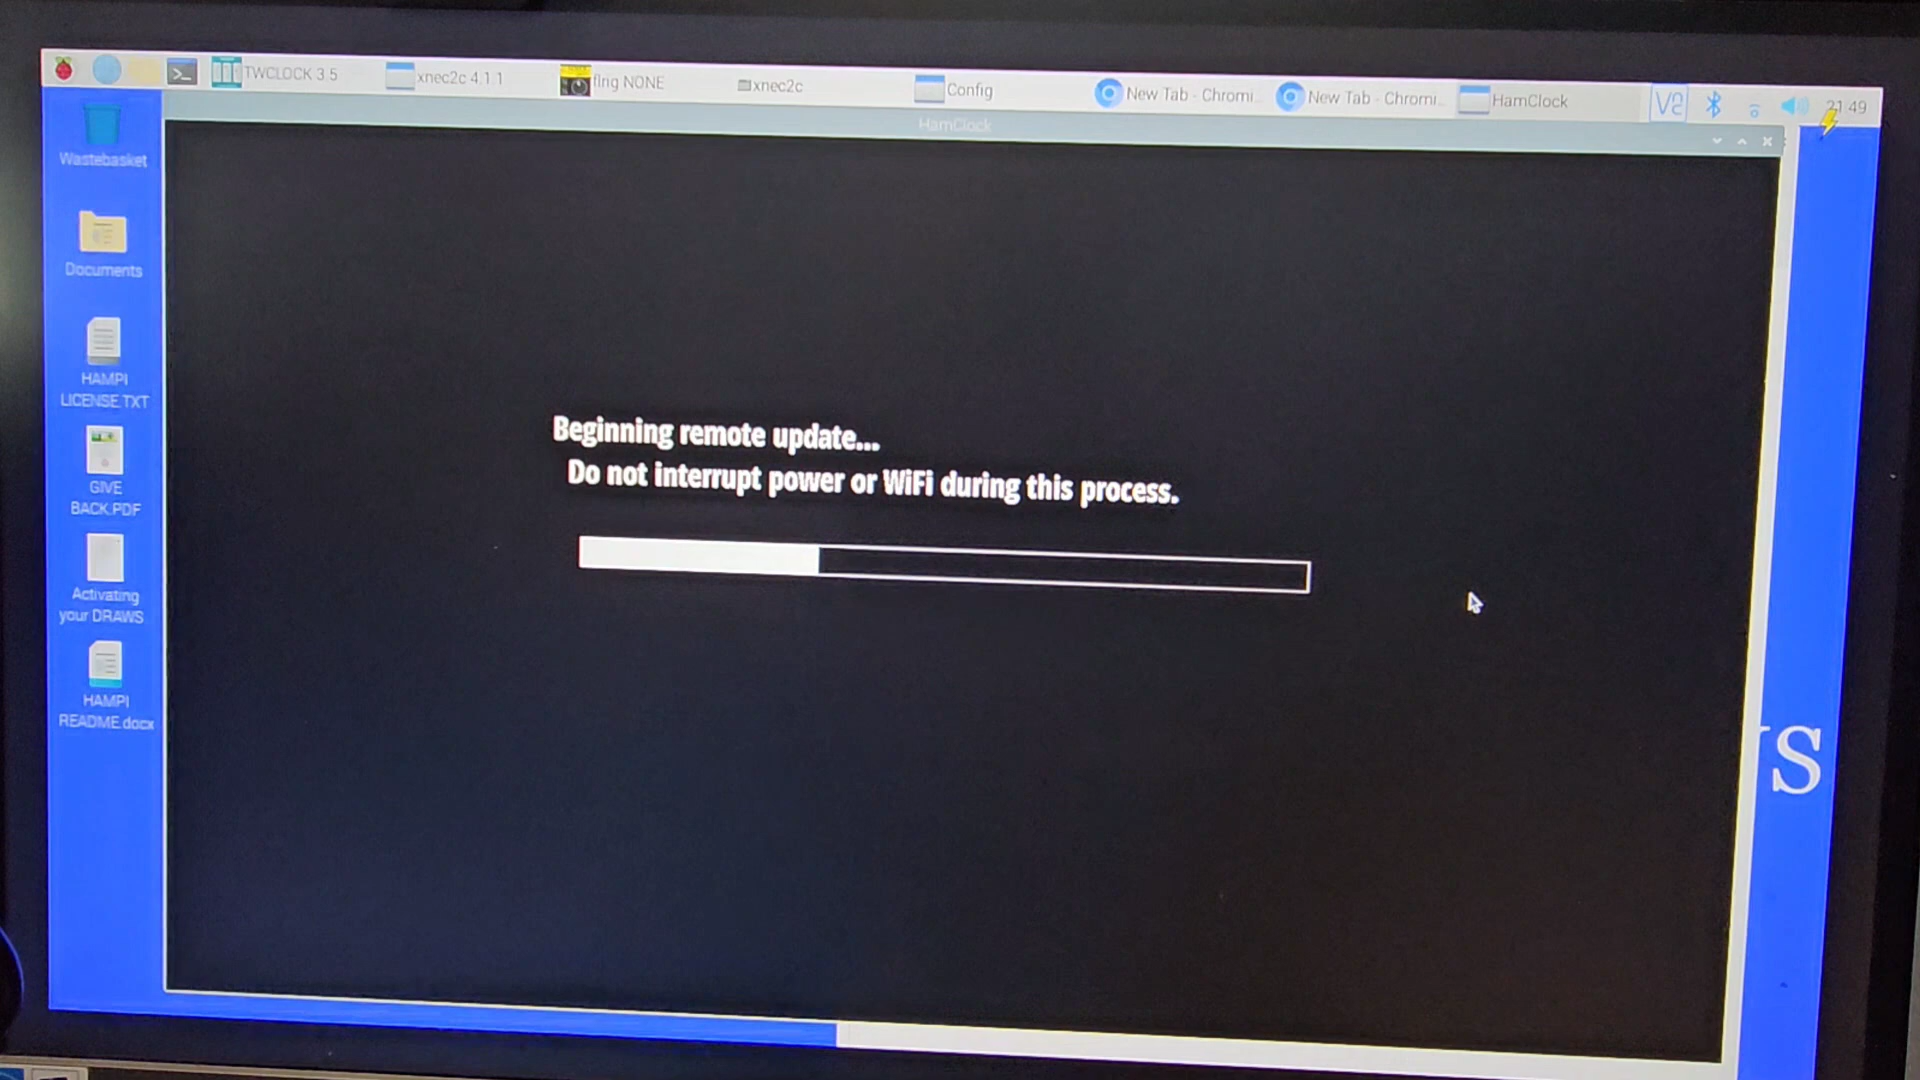 TWCLOCK 3.5
xnec2c 4.1.1
flrig NONE
xnec2c
Config
New Tab - Chromi...
New Tab - Chromi...
HamClock
V2
21:49
HamClock
Wastebasket
Documents
HAMPI
LICENSE.TXT
GIVE
BACK.PDF
Activating
your DRAWS
HAMPI
README.docx
Beginning remote update...
Do not interrupt power or WiFi during this process.
S